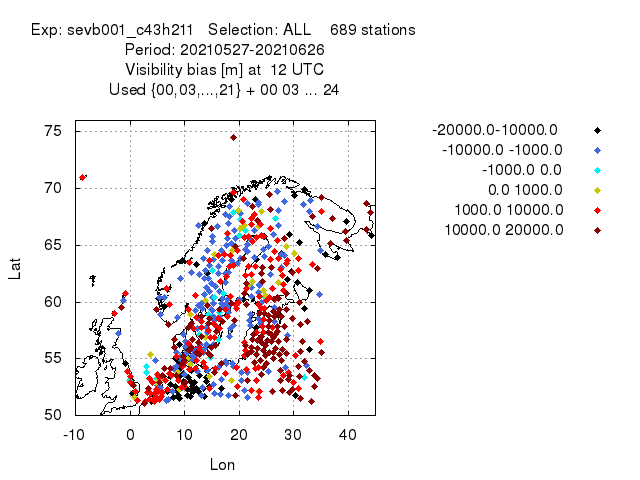 Exp: sevb001_c43h211   Selection: ALL    689 stations
Period: 20210527-20210626
Visibility bias [m] at  12 UTC
Used {00,03,...,21} + 00 03 ... 24
-20000.0-10000.0
-10000.0 -1000.0
-1000.0 0.0
0.0 1000.0
1000.0 10000.0
10000.0 20000.0
75
70
65
60
55
50
Lat
-10 0 10 20 30 40
Lon